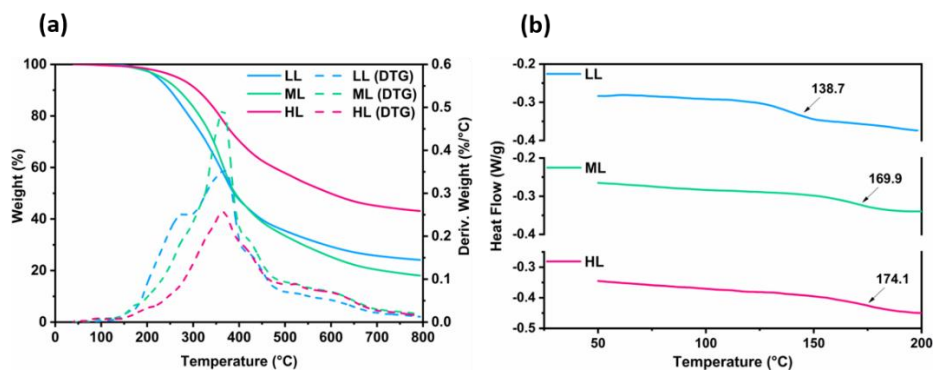 (a)
(b)
100
80
60
40
20
0
Weight (%)
LL
ML
HL
LL (DTG)
ML (DTG)
HL (DTG)
0.6
0.5
0.4
0.3
0.2
0.1
0.0
Deriv. Weight (%/°C)
0 100 200 300 400 500 600 700 800
Temperature (°C)
-0.2
-0.3
-0.4
LL
138.7
-0.2
-0.3
-0.4
ML
169.9
-0.3
-0.4
-0.5
HL
174.1
Heat Flow (W/g)
50 100 150 200
Temperature (°C)